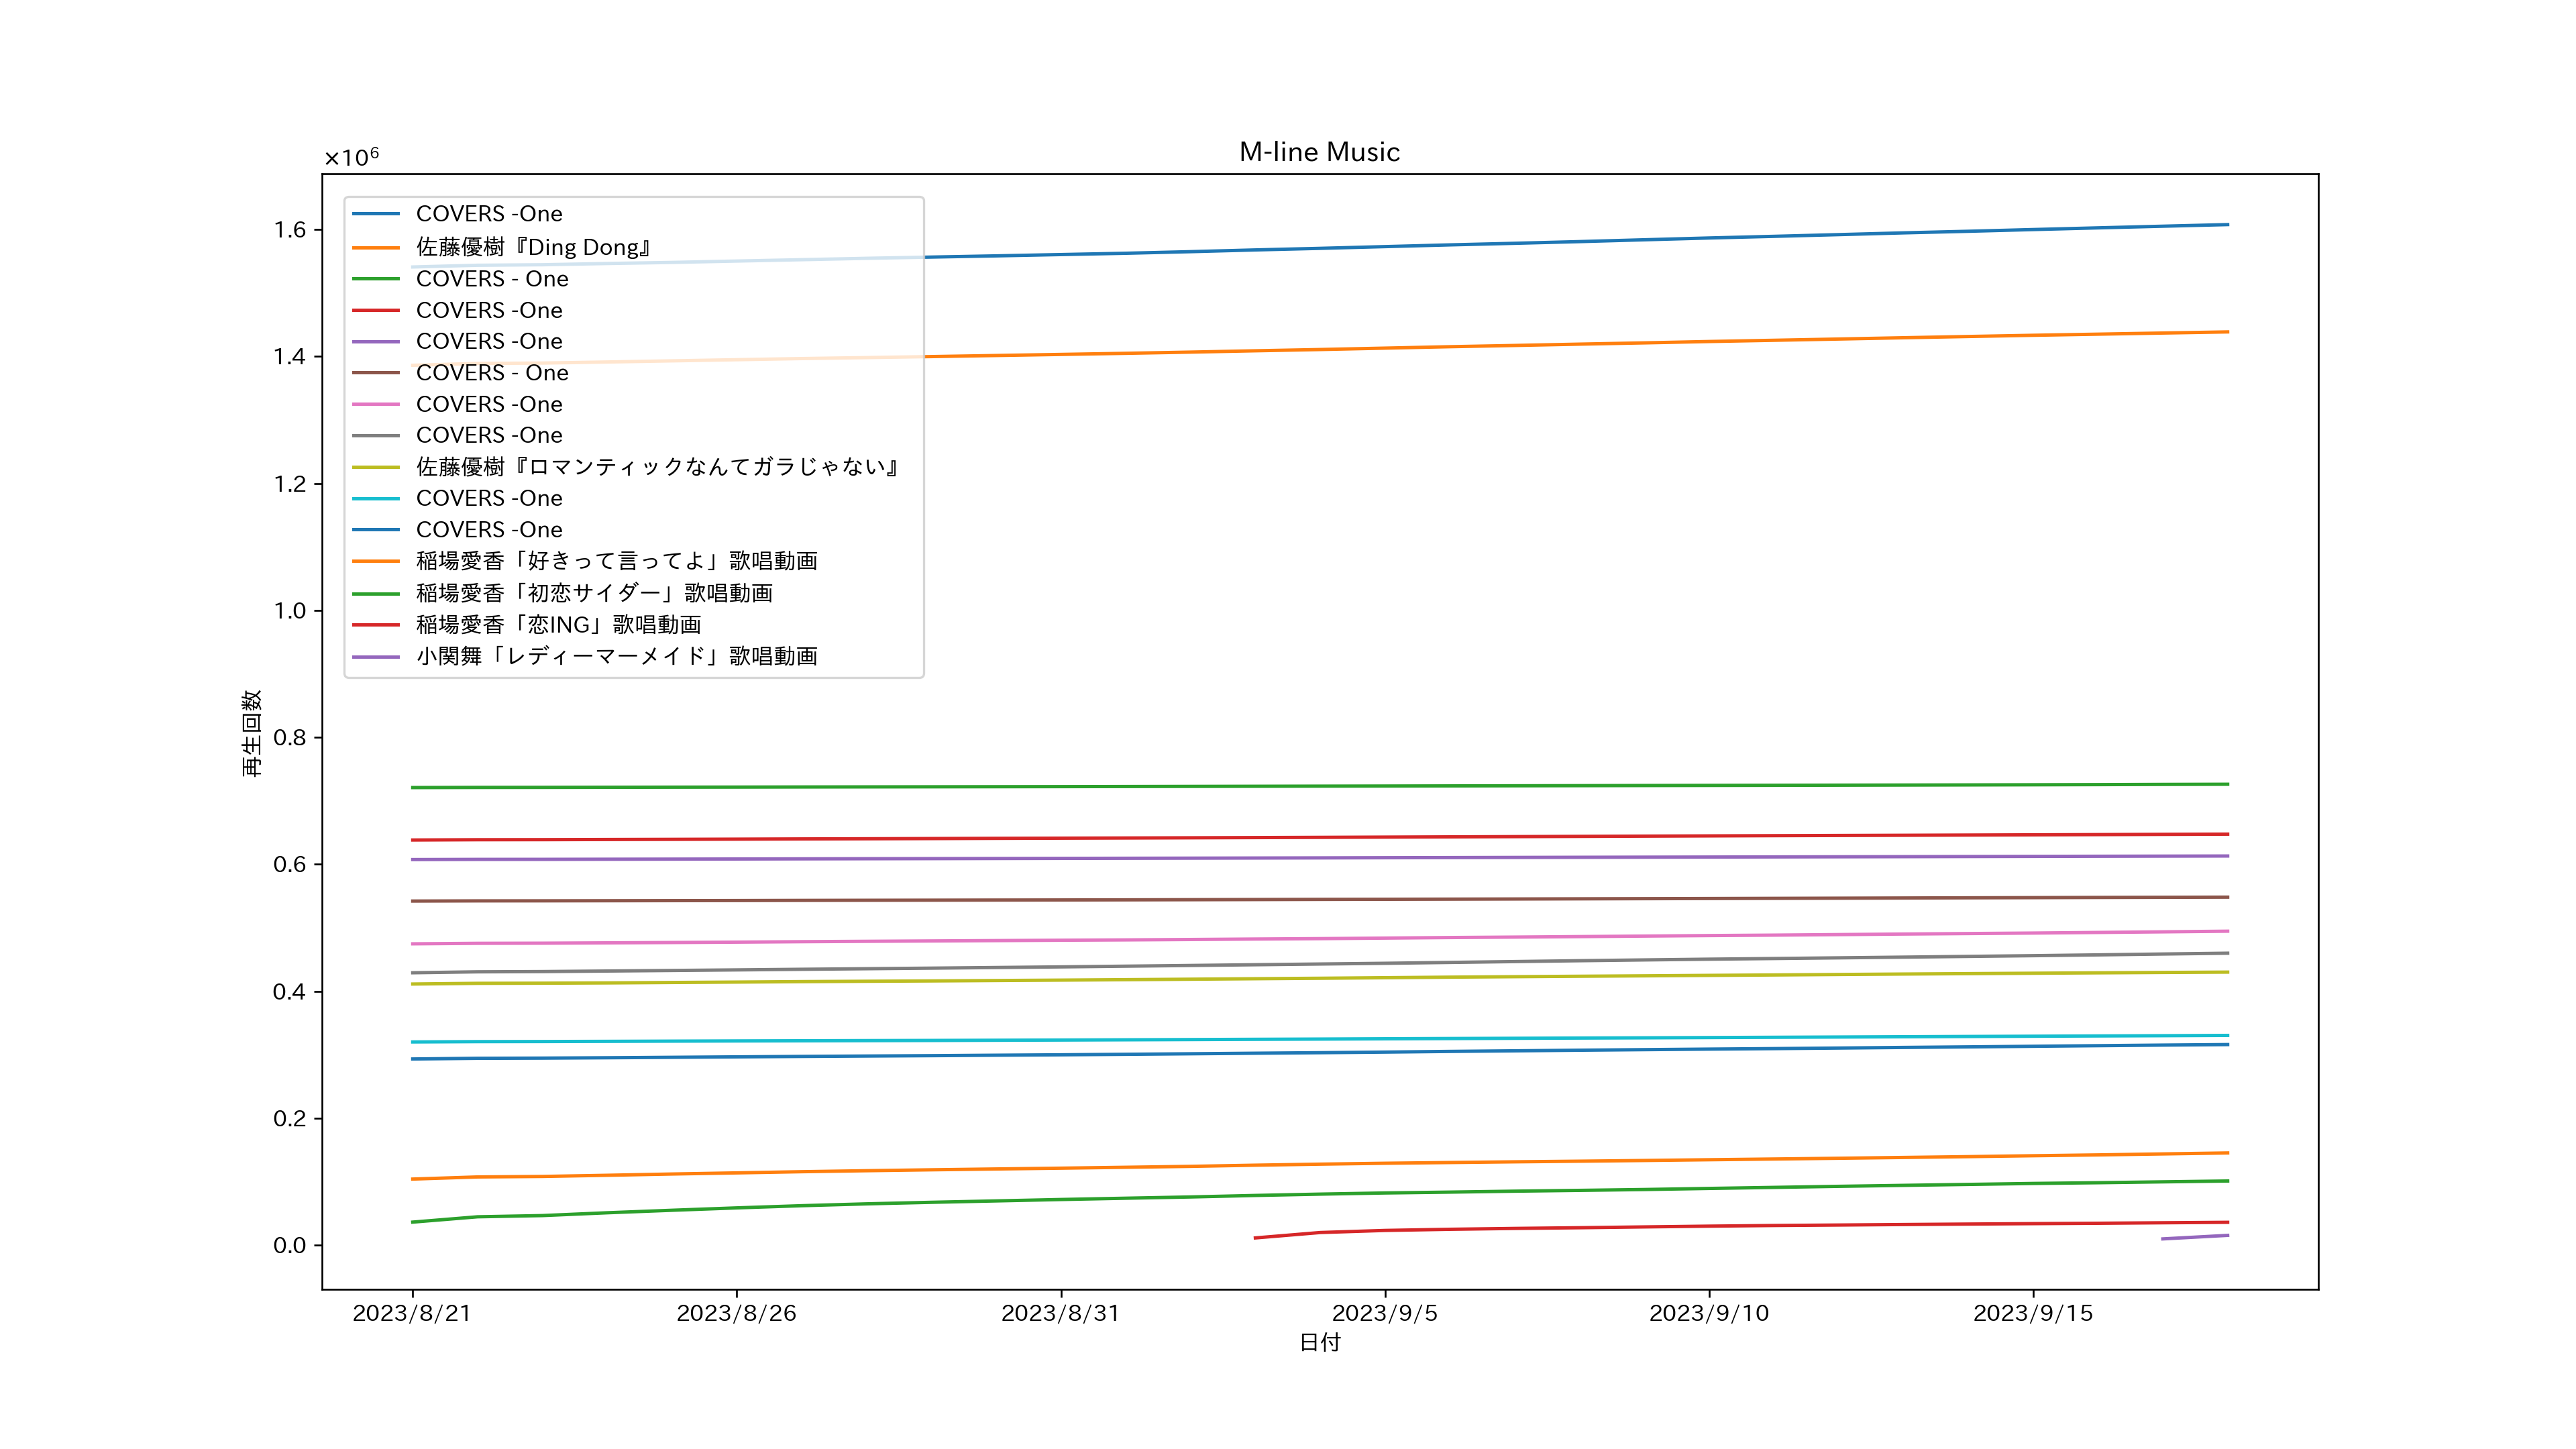 M-line Music
×10⁶
COVERS -One
佐藤優樹『Ding Dong』
COVERS - One
COVERS -One
COVERS -One
COVERS - One
COVERS -One
COVERS -One
佐藤優樹『ロマンティックなんてガラじゃない』
COVERS -One
COVERS -One
稲場愛香「好きって言ってよ」歌唱動画
稲場愛香「初恋サイダー」歌唱動画
稲場愛香「恋ING」歌唱動画
小関舞「レディーマーメイド」歌唱動画
1.6
1.4
1.2
1.0
0.8
0.6
0.4
0.2
0.0
再生回数
2023/8/21 2023/8/26 2023/8/31 2023/9/5 2023/9/10 2023/9/15
日付